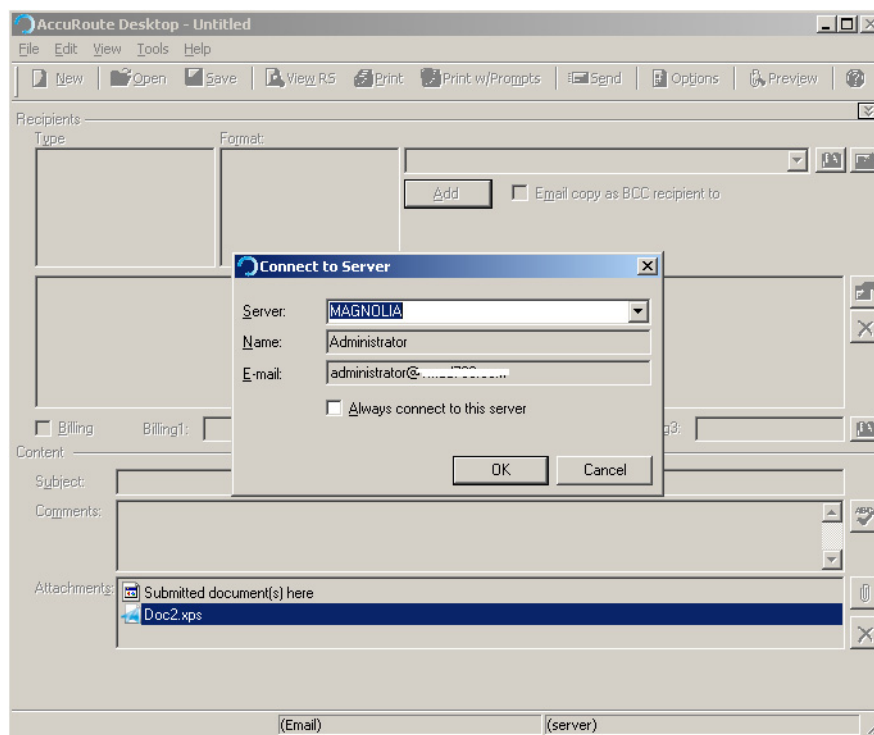 AccuRoute Desktop - Untitled
File Edit View Tools Help
New Open Save View RS Print Print w/Prompts Send Options Preview
Recipients
Type Format:
Add Email copy as BCC recipient to
Connect to Server
Server: MAGNOLIA
Name: Administrator
E-mail: administrator@
Always connect to this server
Billing Billing1: g3:
OK Cancel
Content
Subject:
Comments:
ABC
Attachments: Submitted document(s) here
Doc2.xps
(Email) (server)